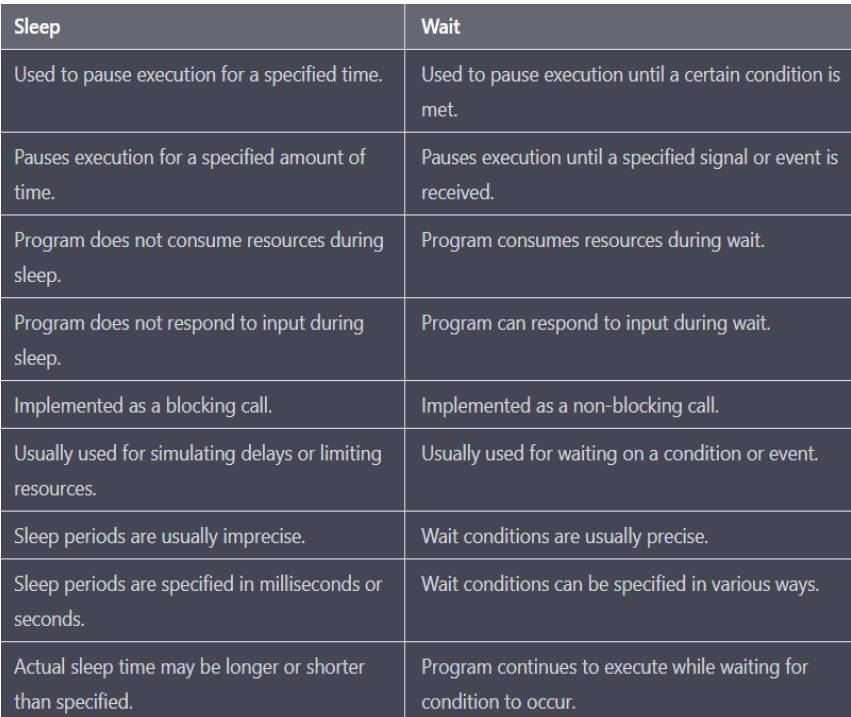 Sleep
Wait
Used to pause execution for a specified time.
Used to pause execution until a certain condition is
met.
Pauses execution for a specified amount of
time.
Pauses execution until a specified signal or event is
received.
Program does not consume resources during
sleep.
Program consumes resources during wait.
Program does not respond to input during
sleep.
Program can respond to input during wait.
Implemented as a blocking call.
Implemented as a non-blocking call.
Usually used for simulating delays or limiting
resources.
Usually used for waiting on a condition or event.
Sleep periods are usually imprecise.
Wait conditions are usually precise.
Sleep periods are specified in milliseconds or
seconds.
Wait conditions can be specified in various ways.
Actual sleep time may be longer or shorter
than specified.
Program continues to execute while waiting for
condition to occur.